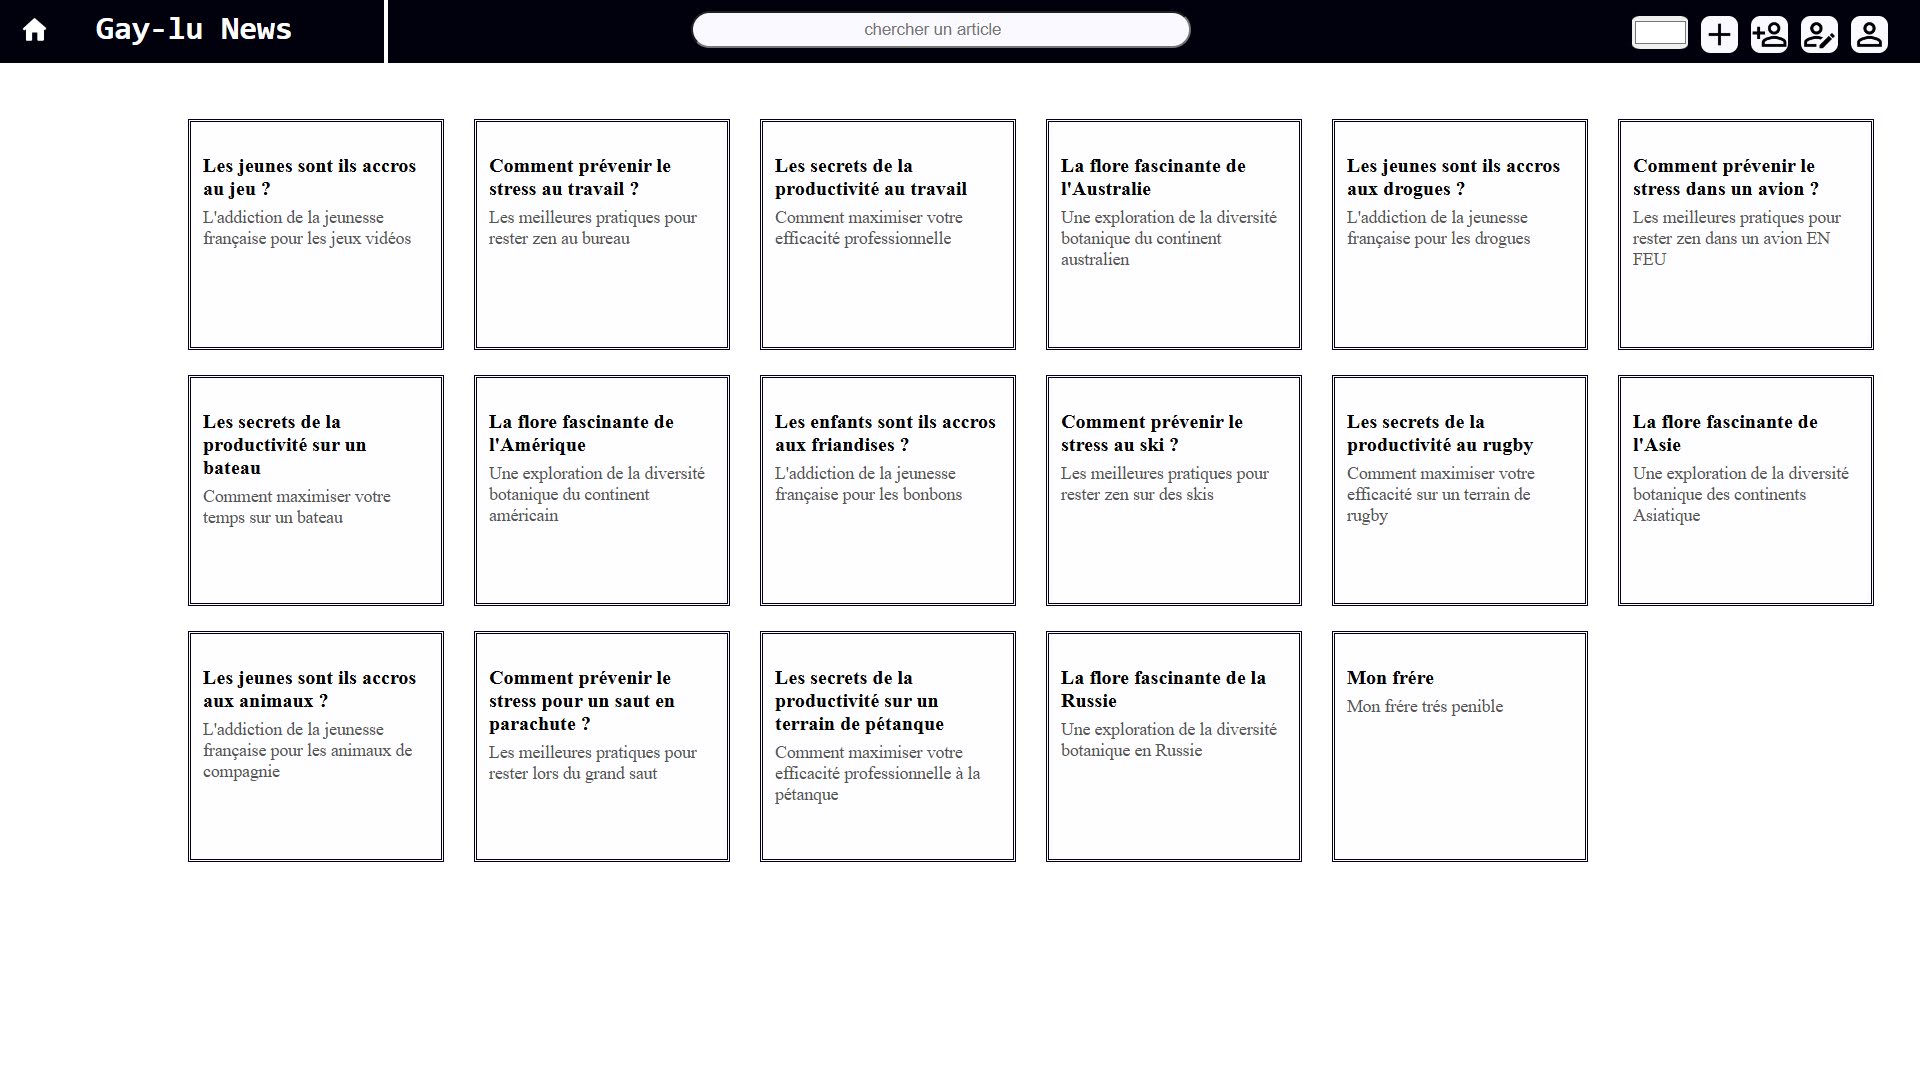 Gay-lu News
chercher un article
Les jeunes sont ils accros
au jeu ?
L'addiction de la jeunesse
française pour les jeux vidéos
Comment prévenir le
stress au travail ?
Les meilleures pratiques pour
rester zen au bureau
Les secrets de la
productivité au travail
Comment maximiser votre
efficacité professionnelle
La flore fascinante de
l'Australie
Une exploration de la diversité
botanique du continent
australien
Les jeunes sont ils accros
aux drogues ?
L'addiction de la jeunesse
française pour les drogues
Comment prévenir le
stress dans un avion ?
Les meilleures pratiques pour
rester zen dans un avion EN
FEU
Les secrets de la
productivité sur un
bateau
Comment maximiser votre
temps sur un bateau
La flore fascinante de
l'Amérique
Une exploration de la diversité
botanique du continent
américain
Les enfants sont ils accros
aux friandises ?
L'addiction de la jeunesse
française pour les bonbons
Comment prévenir le
stress au ski ?
Les meilleures pratiques pour
rester zen sur des skis
Les secrets de la
productivité au rugby
Comment maximiser votre
efficacité sur un terrain de
rugby
La flore fascinante de
l'Asie
Une exploration de la diversité
botanique des continents
Asiatique
Les jeunes sont ils accros
aux animaux ?
L'addiction de la jeunesse
française pour les animaux de
compagnie
Comment prévenir le
stress pour un saut en
parachute ?
Les meilleures pratiques pour
rester lors du grand saut
Les secrets de la
productivité sur un
terrain de pétanque
Comment maximiser votre
efficacité professionnelle à la
pétanque
La flore fascinante de la
Russie
Une exploration de la diversité
botanique en Russie
Mon frére
Mon frére trés penible